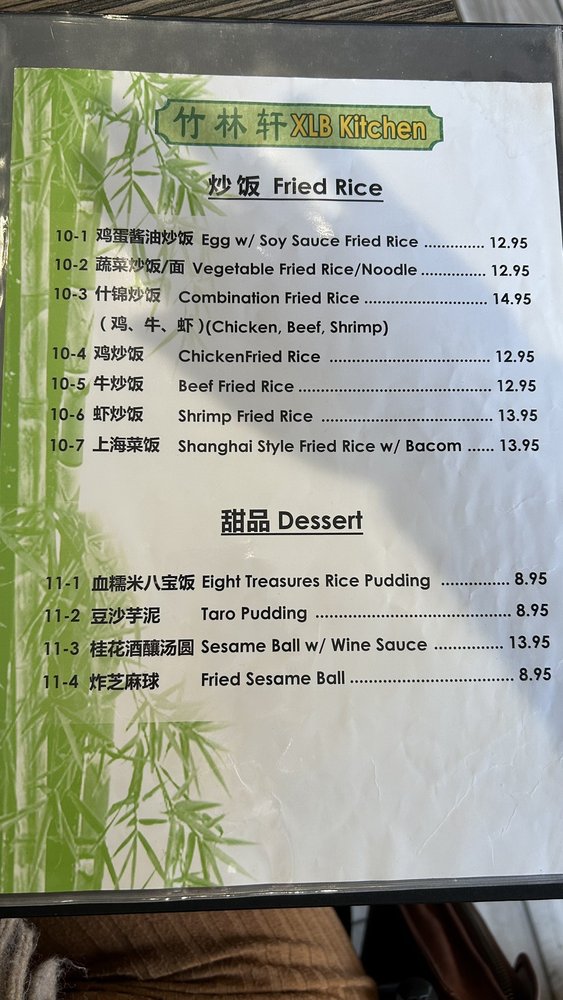 竹林轩XLB Kitchen
炒饭 Fried Rice
10-1 鸡蛋酱油炒饭 Egg w/ Soy Sauce Fried Rice .............. 12.95
10-2 蔬菜炒饭/面 Vegetable Fried Rice/Noodle ............... 12.95
10-3 什锦炒饭 Combination Fried Rice ............................ 14.95
(鸡、牛、虾)(Chicken, Beef, Shrimp)
10-4 鸡炒饭 ChickenFried Rice ..................................... 12.95
10-5 牛炒饭 Beef Fried Rice ............................................ 12.95
10-6 虾炒饭 Shrimp Fried Rice ....................................... 13.95
10-7 上海菜饭 Shanghai Style Fried Rice w/ Bacom ...... 13.95
甜品 Dessert
11-1 血糯米八宝饭 Eight Treasures Rice Pudding ............... 8.95
11-2 豆沙芋泥 Taro Pudding ............................................ 8.95
11-3 桂花酒酿汤圆 Sesame Ball w/ Wine Sauce ................ 13.95
11-4 炸芝麻球 Fried Sesame Ball ..................................... 8.95